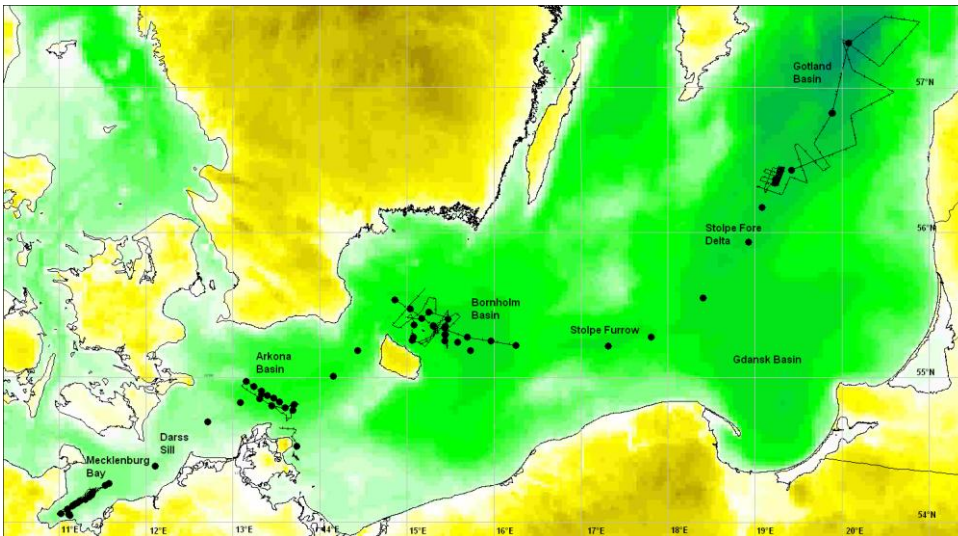 Gotland
Basin
57°N
Stolpe Fore
Delta
56°N
Bornholm
Basin
Stolpe Furrow
Arkona
Basin
Gdansk Basin
55°N
Darss
Sill
Mecklenburg
Bay
11°E
12°E
13°E
14°E
15°E
16°E
17°E
18°E
19°E
20°E
54°N